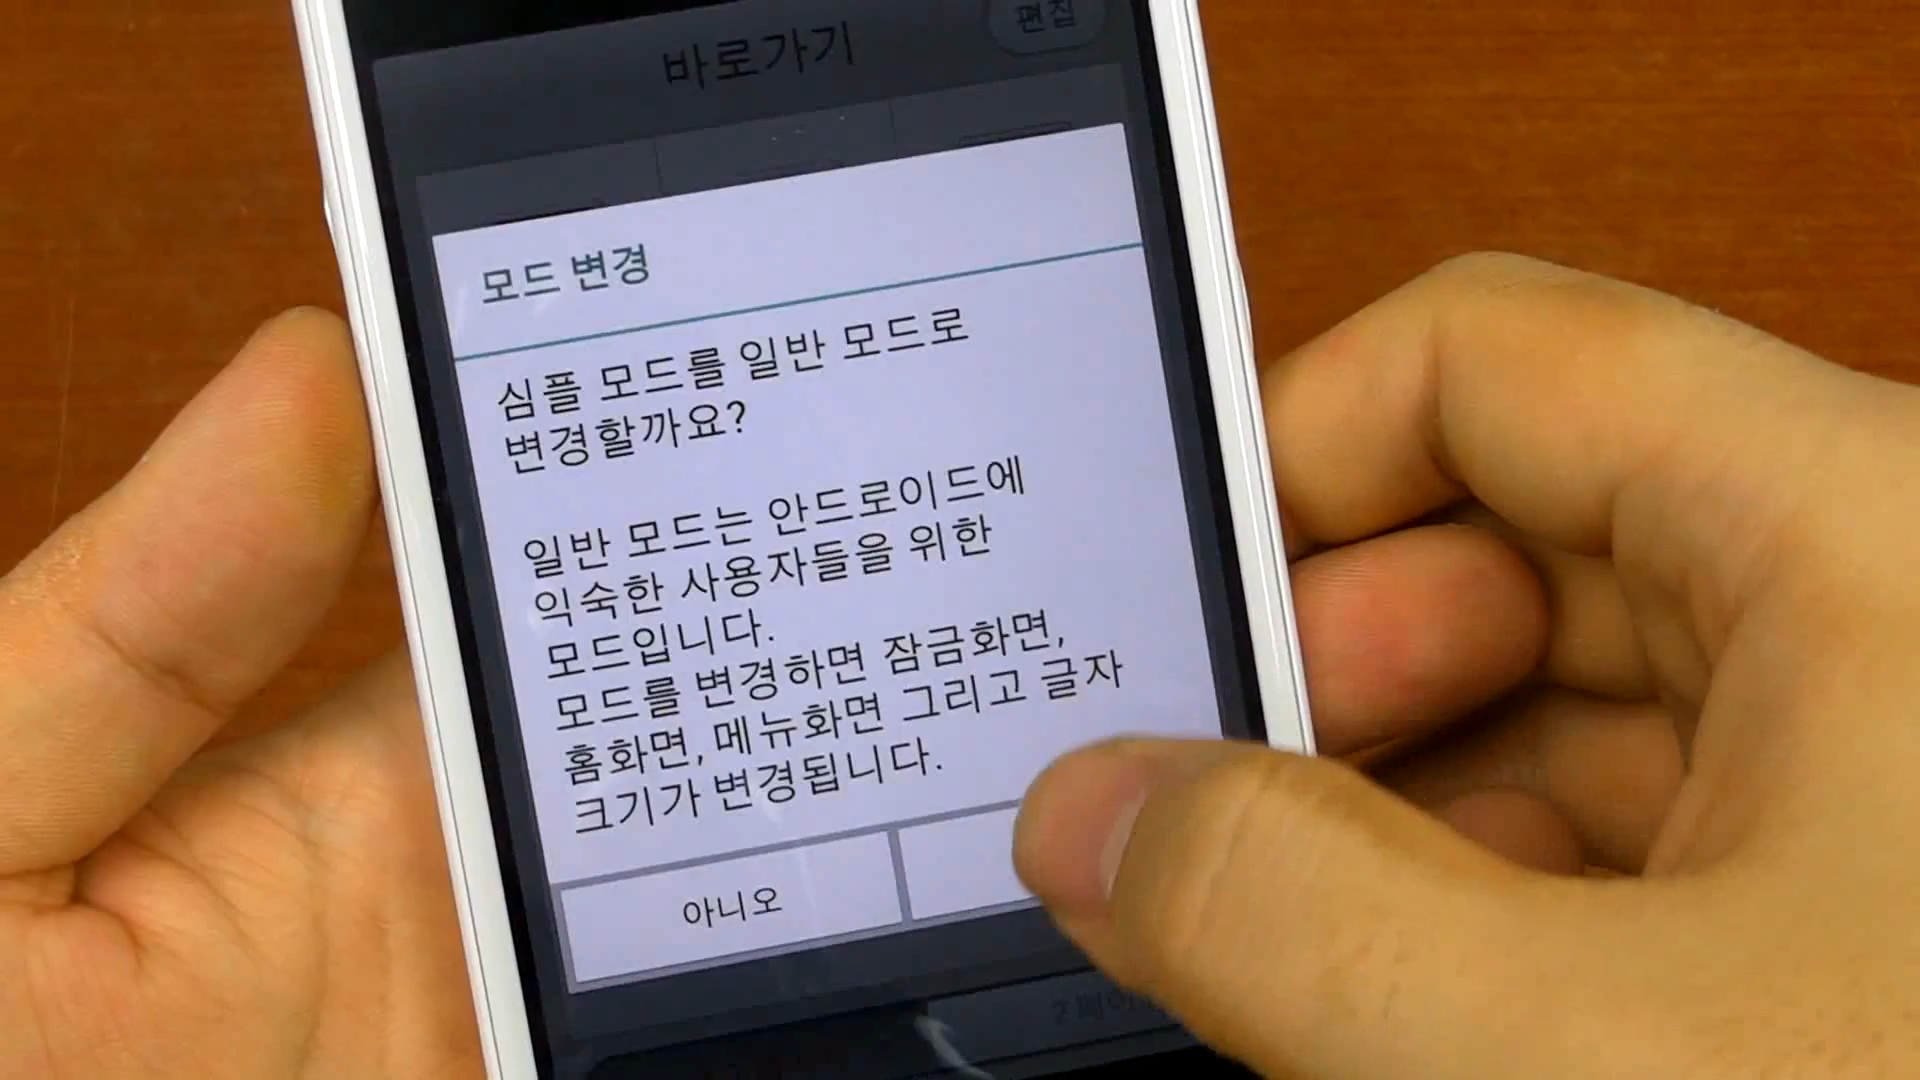 바로가기
편집
모드 변경
심플 모드를 일반 모드로
변경할까요?
일반 모드는 안드로이드에
익숙한 사용자들을 위한
모드입니다.
모드를 변경하면 잠금화면,
홈화면, 메뉴화면 그리고 글자
크기가 변경됩니다.
아니오